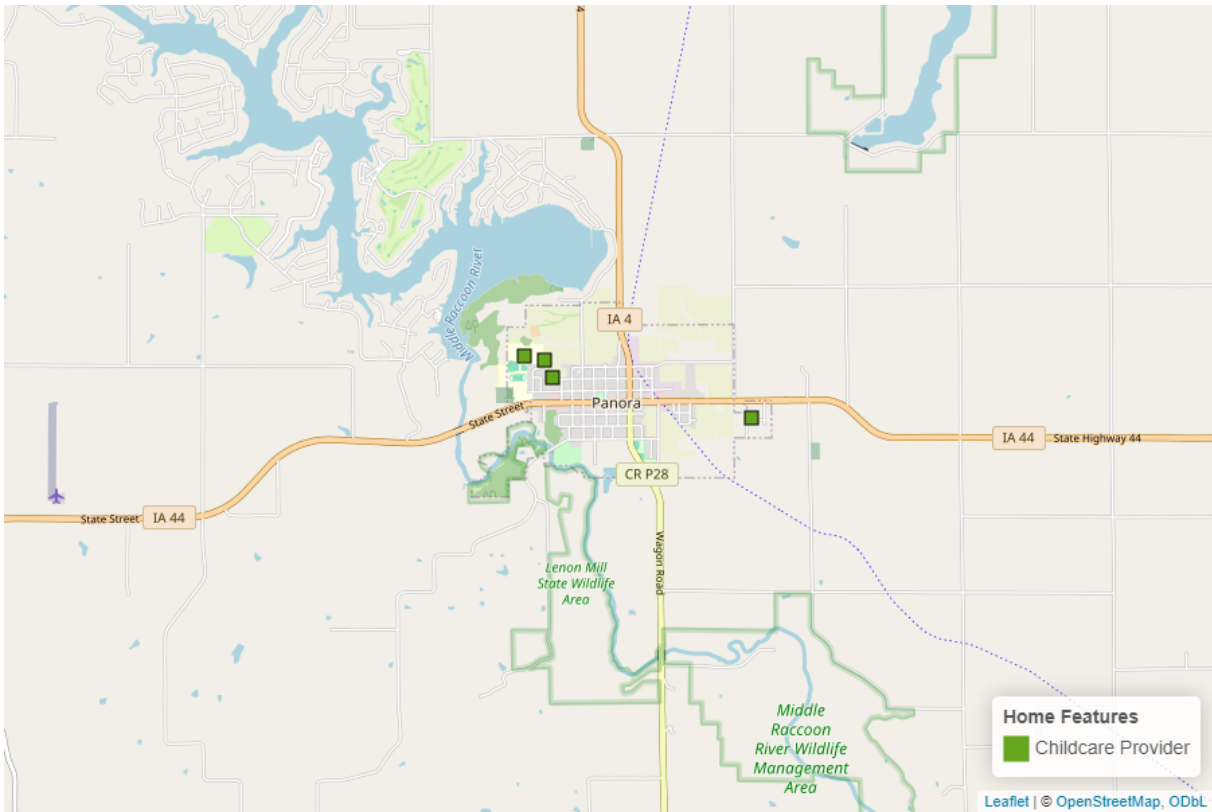 4
Middle Raccoon River
IA 4
Panora
State Street
IA 44
State Highway 44
CR P28
State Street
IA 44
Wagon Road
Lenon Mill
State Wildlife
Area
Middle
Raccoon
River Wildlife
Management
Area
Home Features
Childcare Provider
Leaflet | © OpenStreetMap, ODbL